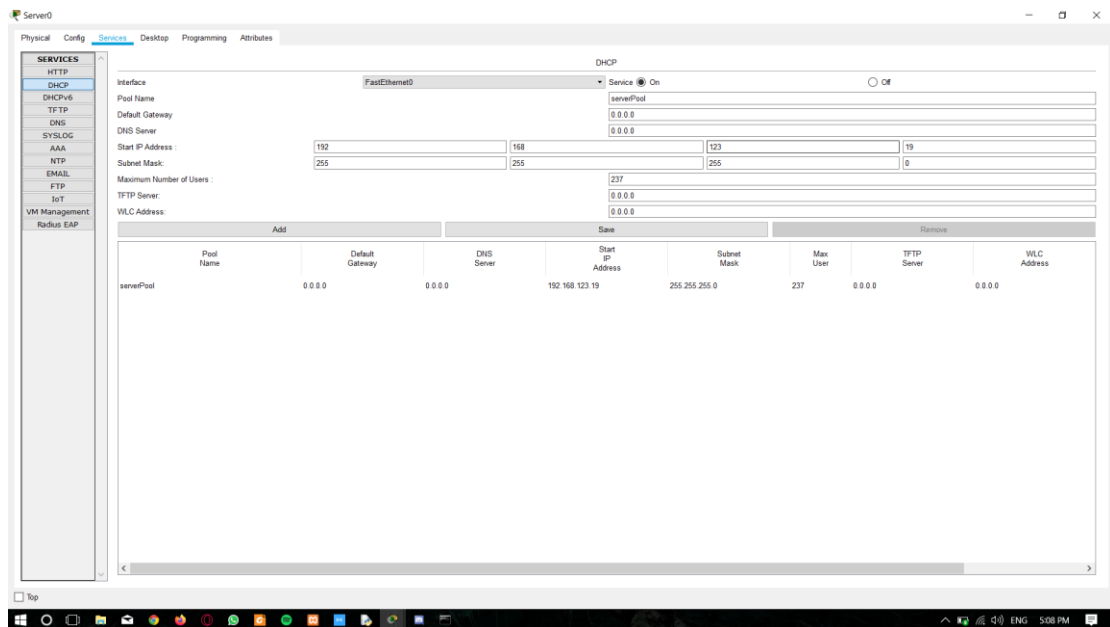 Server0
Physical Config Services Desktop Programming Attributes
SERVICES
HTTP
DHCP
DHCPv6
TFTP
DNS
SYSLOG
AAA
NTP
EMAIL
FTP
IoT
VM Management
Radius EAP
DHCP
Interface FastEthernet0 Service On Off
Pool Name serverPool
Default Gateway 0.0.0.0
DNS Server 0.0.0.0
Start IP Address : 192 168 123 19
Subnet Mask: 255 255 255 0
Maximum Number of Users : 237
TFTP Server: 0.0.0.0
WLC Address: 0.0.0.0
Add Save Remove
Pool Name Default Gateway DNS Server Start IP Address Subnet Mask Max User TFTP Server WLC Address
serverPool 0.0.0.0 0.0.0.0 192.168.123.19 255.255.255.0 237 0.0.0.0 0.0.0.0
Top
ENG 5:08 PM